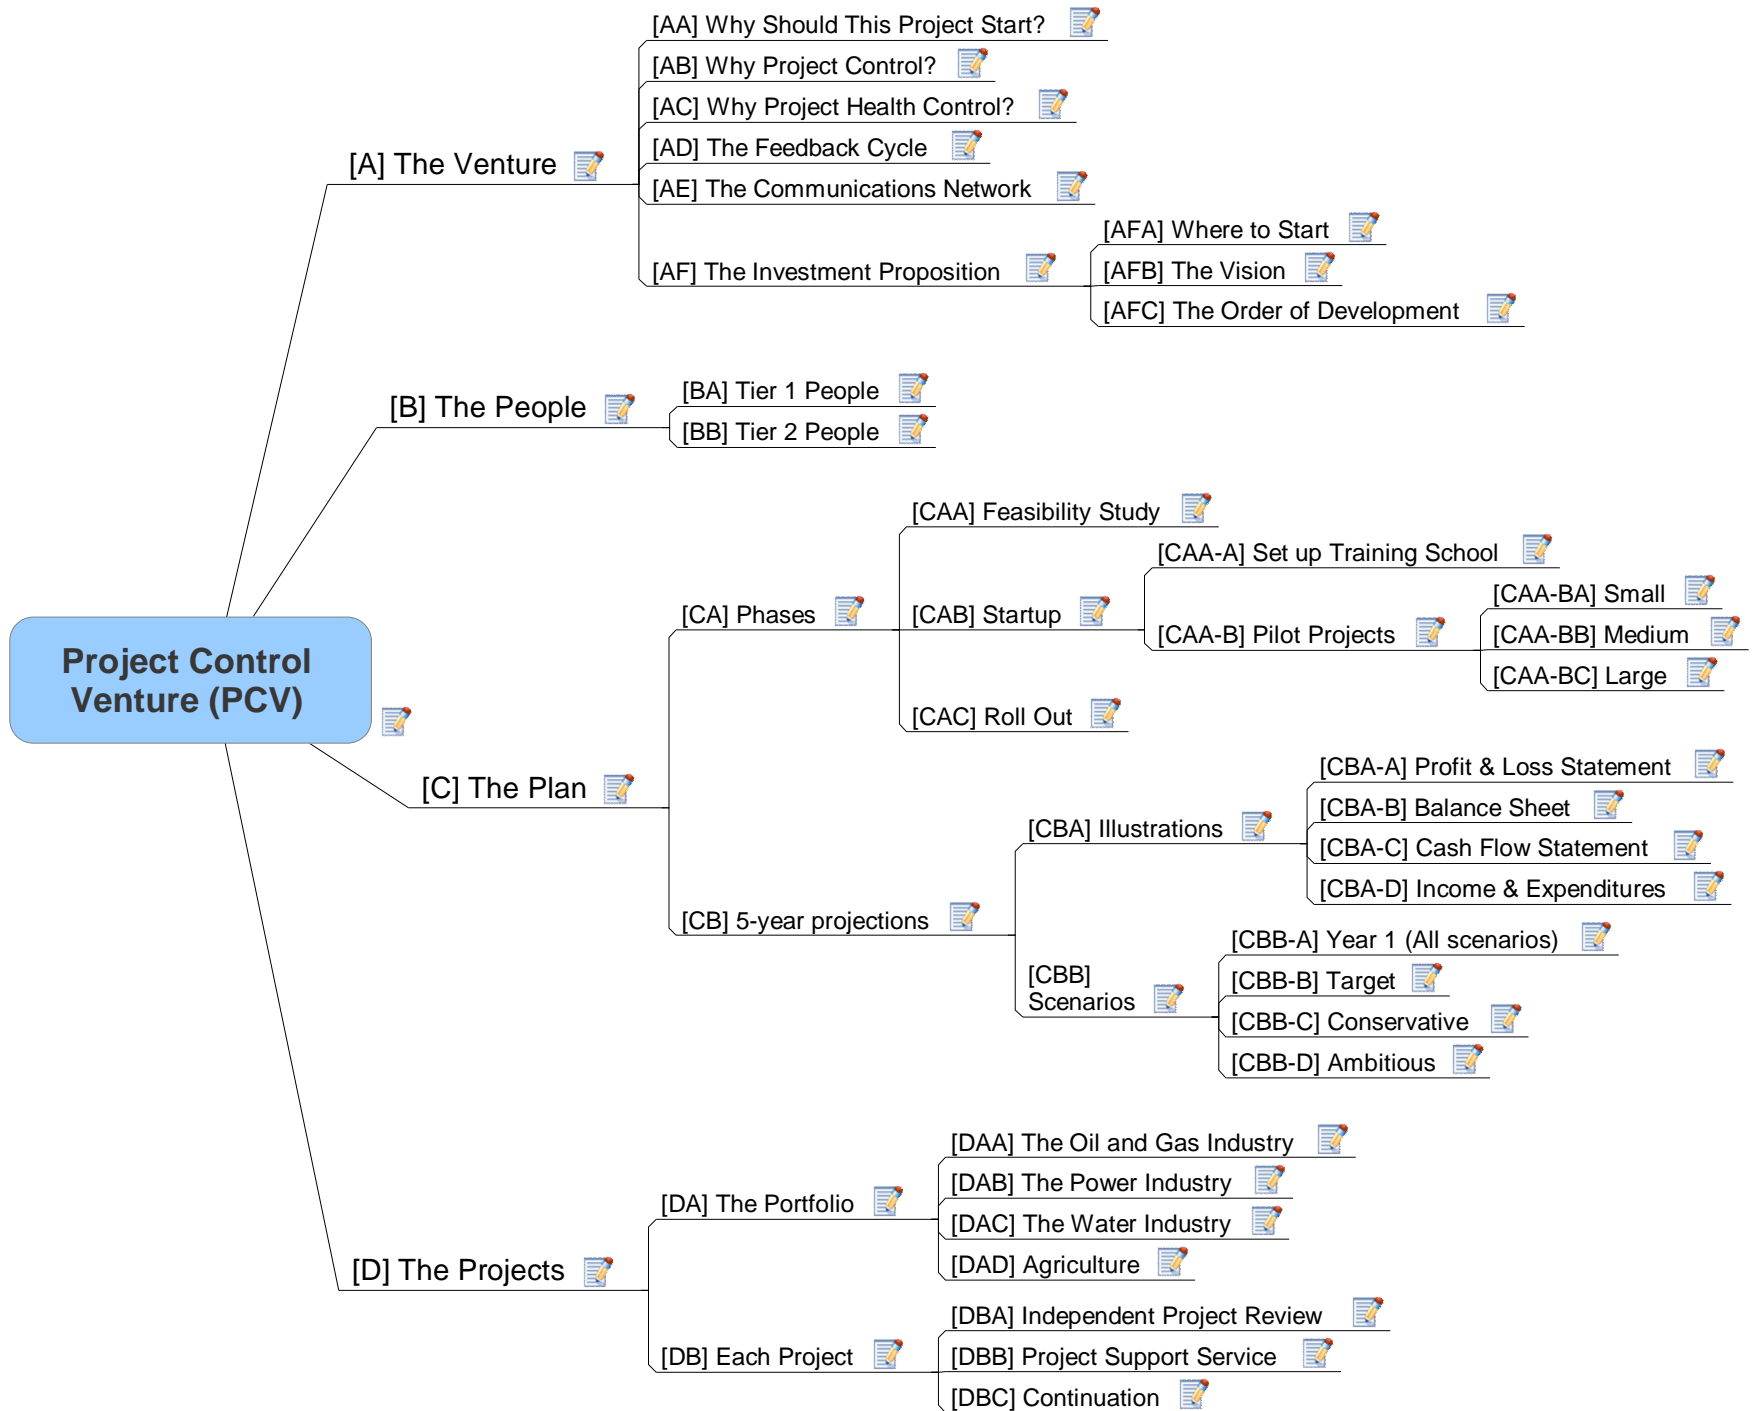 Project Control
Venture (PCV)
[A] The Venture
[AA] Why Should This Project Start?
[AB] Why Project Control?
[AC] Why Project Health Control?
[AD] The Feedback Cycle
[AE] The Communications Network
[AF] The Investment Proposition
[AFA] Where to Start
[AFB] The Vision
[AFC] The Order of Development
[B] The People
[BA] Tier 1 People
[BB] Tier 2 People
[C] The Plan
[CA] Phases
[CAA] Feasibility Study
[CAB] Startup
[CAA-A] Set up Training School
[CAA-B] Pilot Projects
[CAA-BA] Small
[CAA-BB] Medium
[CAA-BC] Large
[CAC] Roll Out
[CB] 5-year projections
[CBA] Illustrations
[CBA-A] Profit & Loss Statement
[CBA-B] Balance Sheet
[CBA-C] Cash Flow Statement
[CBA-D] Income & Expenditures
[CBB]
Scenarios
[CBB-A] Year 1 (All scenarios)
[CBB-B] Target
[CBB-C] Conservative
[CBB-D] Ambitious
[D] The Projects
[DA] The Portfolio
[DAA] The Oil and Gas Industry
[DAB] The Power Industry
[DAC] The Water Industry
[DAD] Agriculture
[DB] Each Project
[DBA] Independent Project Review
[DBB] Project Support Service
[DBC] Continuation